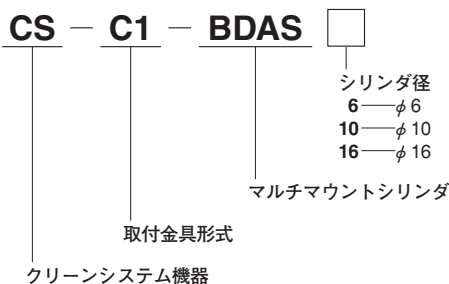 CS － C1 － BDAS □
シリンダ径
6──φ6
10──φ10
16──φ16
マルチマウントシリンダ
取付金具形式
クリーンシステム機器